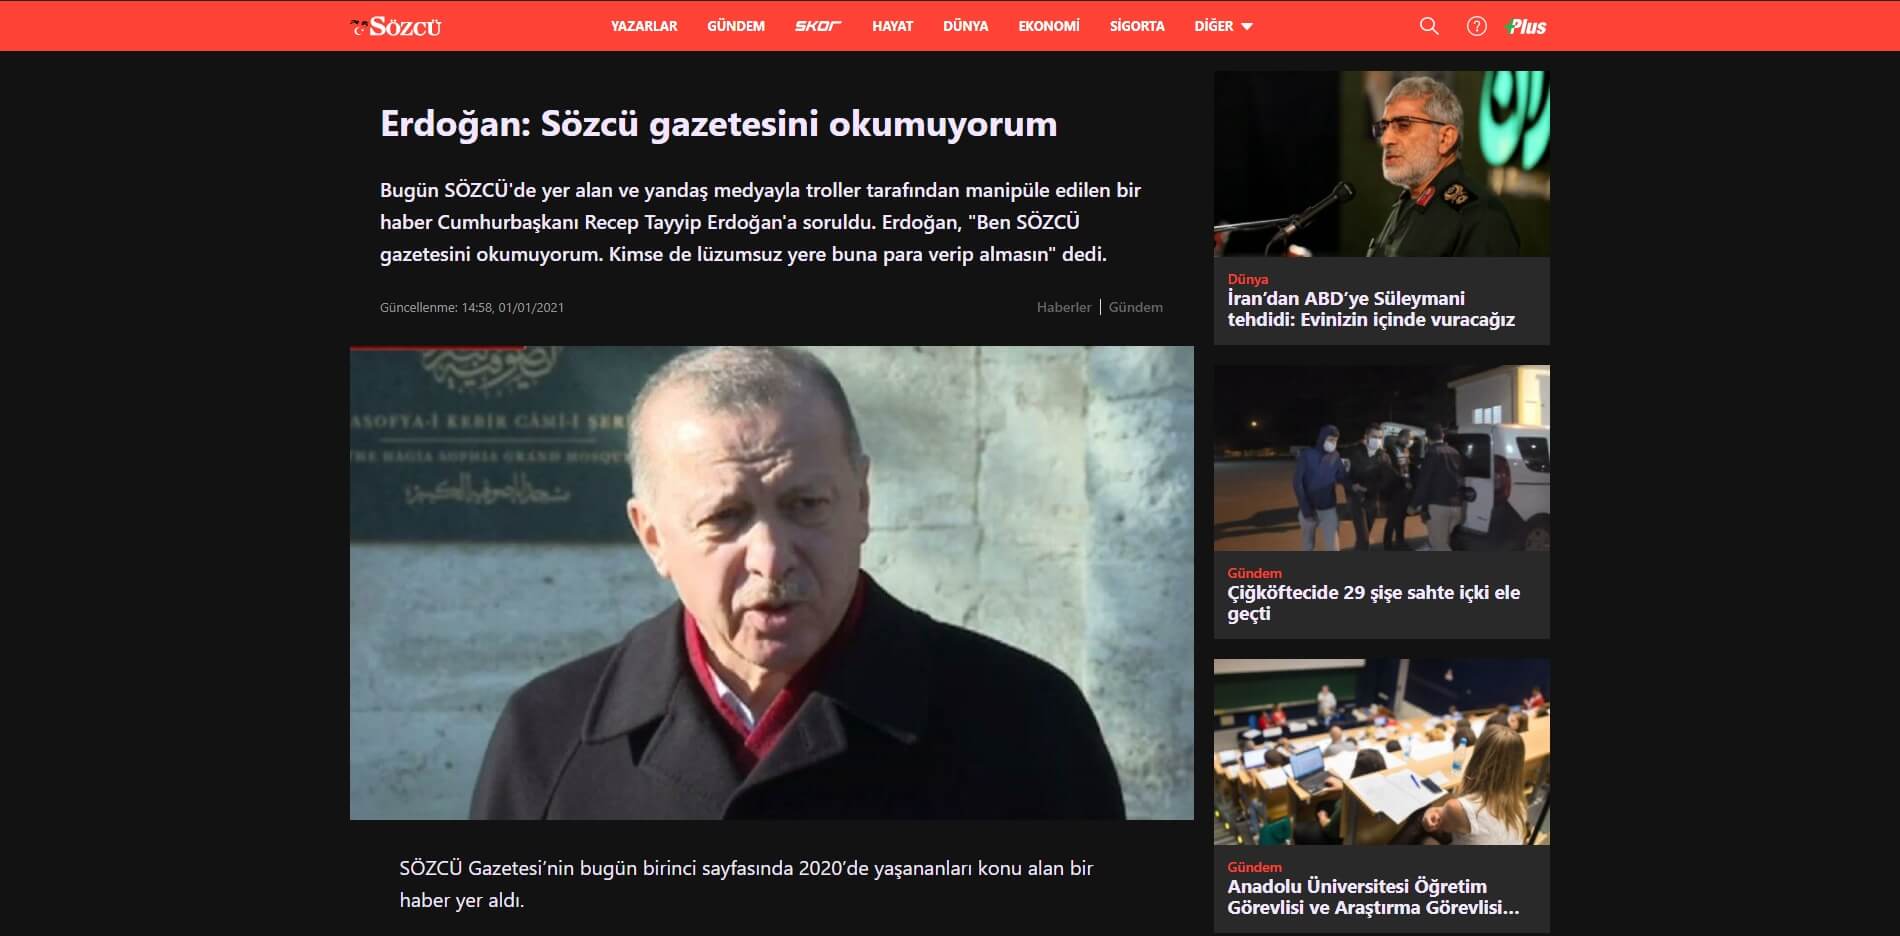 SÖZCÜ
YAZARLAR GÜNDEM SKOR HAYAT DÜNYA EKONOMİ SİGORTA DİĞER
Plus
Erdoğan: Sözcü gazetesini okumuyorum
Bugün SÖZCÜ'de yer alan ve yandaş medyayla troller tarafından manipüle edilen bir
haber Cumhurbaşkanı Recep Tayyip Erdoğan'a soruldu. Erdoğan, "Ben SÖZCÜ
gazetesini okumuyorum. Kimse de lüzumsuz yere buna para verip almasın" dedi.
Güncellenme: 14:58, 01/01/2021
Haberler | Gündem
ASOFYA-İ KEBİR CÂMİ-İ ŞER
THE HAGIA SOPHIA GRAND MOSQU
SÖZCÜ Gazetesi’nin bugün birinci sayfasında 2020’de yaşananları konu alan bir
haber yer aldı.
Dünya
İran’dan ABD’ye Süleymani
tehdidi: Evinizin içinde vuracağız
Gündem
Çiğköftecide 29 şişe sahte içki ele
geçti
Gündem
Anadolu Üniversitesi Öğretim
Görevlisi ve Araştırma Görevlisi...